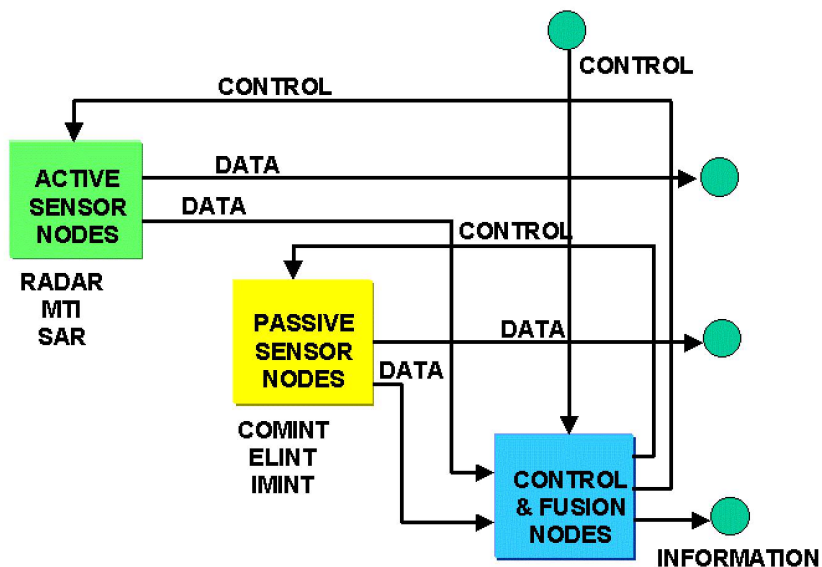 CONTROL
CONTROL
ACTIVE
SENSOR
NODES
DATA
DATA
RADAR
MTI
SAR
CONTROL
PASSIVE
SENSOR
NODES
DATA
DATA
COMINT
ELINT
IMINT
CONTROL
& FUSION
NODES
INFORMATION